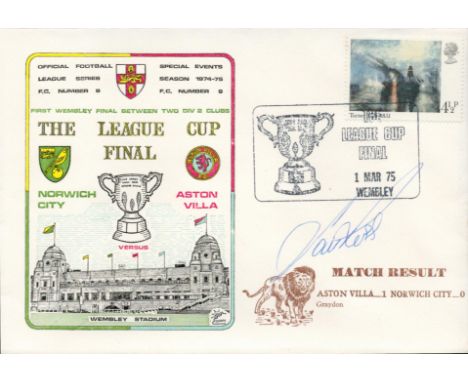 OFFICIAL FOOTBALL
LEAGUE SERIES
F.C. NUMBER 9
SPECIAL EVENTS
SEASON 1974-75
F.C. NUMBER 9
FIRST WEMBLEY FINAL BETWEEN TWO DIV 2 CLUBS
THE LEAGUE CUP
FINAL
NORWICH
CITY
ASTON
VILLA
VERSUS
WEMBLEY STADIUM
4½P
THE
LEAGUE CUP
FINAL
1 MAR 75
WEMBLEY
MATCH RESULT
ASTON VILLA...1 NORWICH CITY...0
Graydon